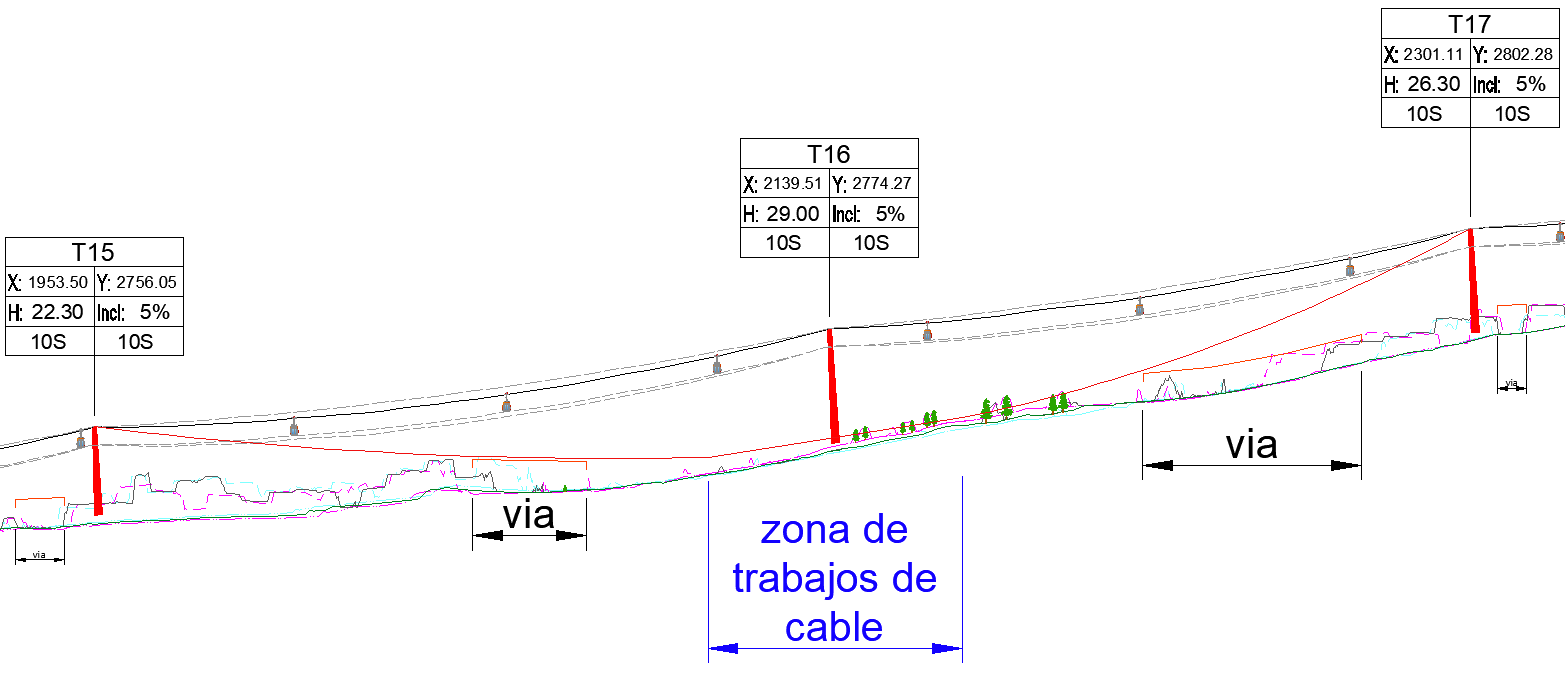 T17
X: 2301.11 Y: 2802.28
H: 26.30 Incl: 5%
10S 10S
T16
X: 2139.51 Y: 2774.27
H: 29.00 Incl: 5%
10S 10S
T15
X: 1953.50 Y: 2756.05
H: 22.30 Incl: 5%
10S 10S
via
via
via
via
zona de
trabajos de
cable